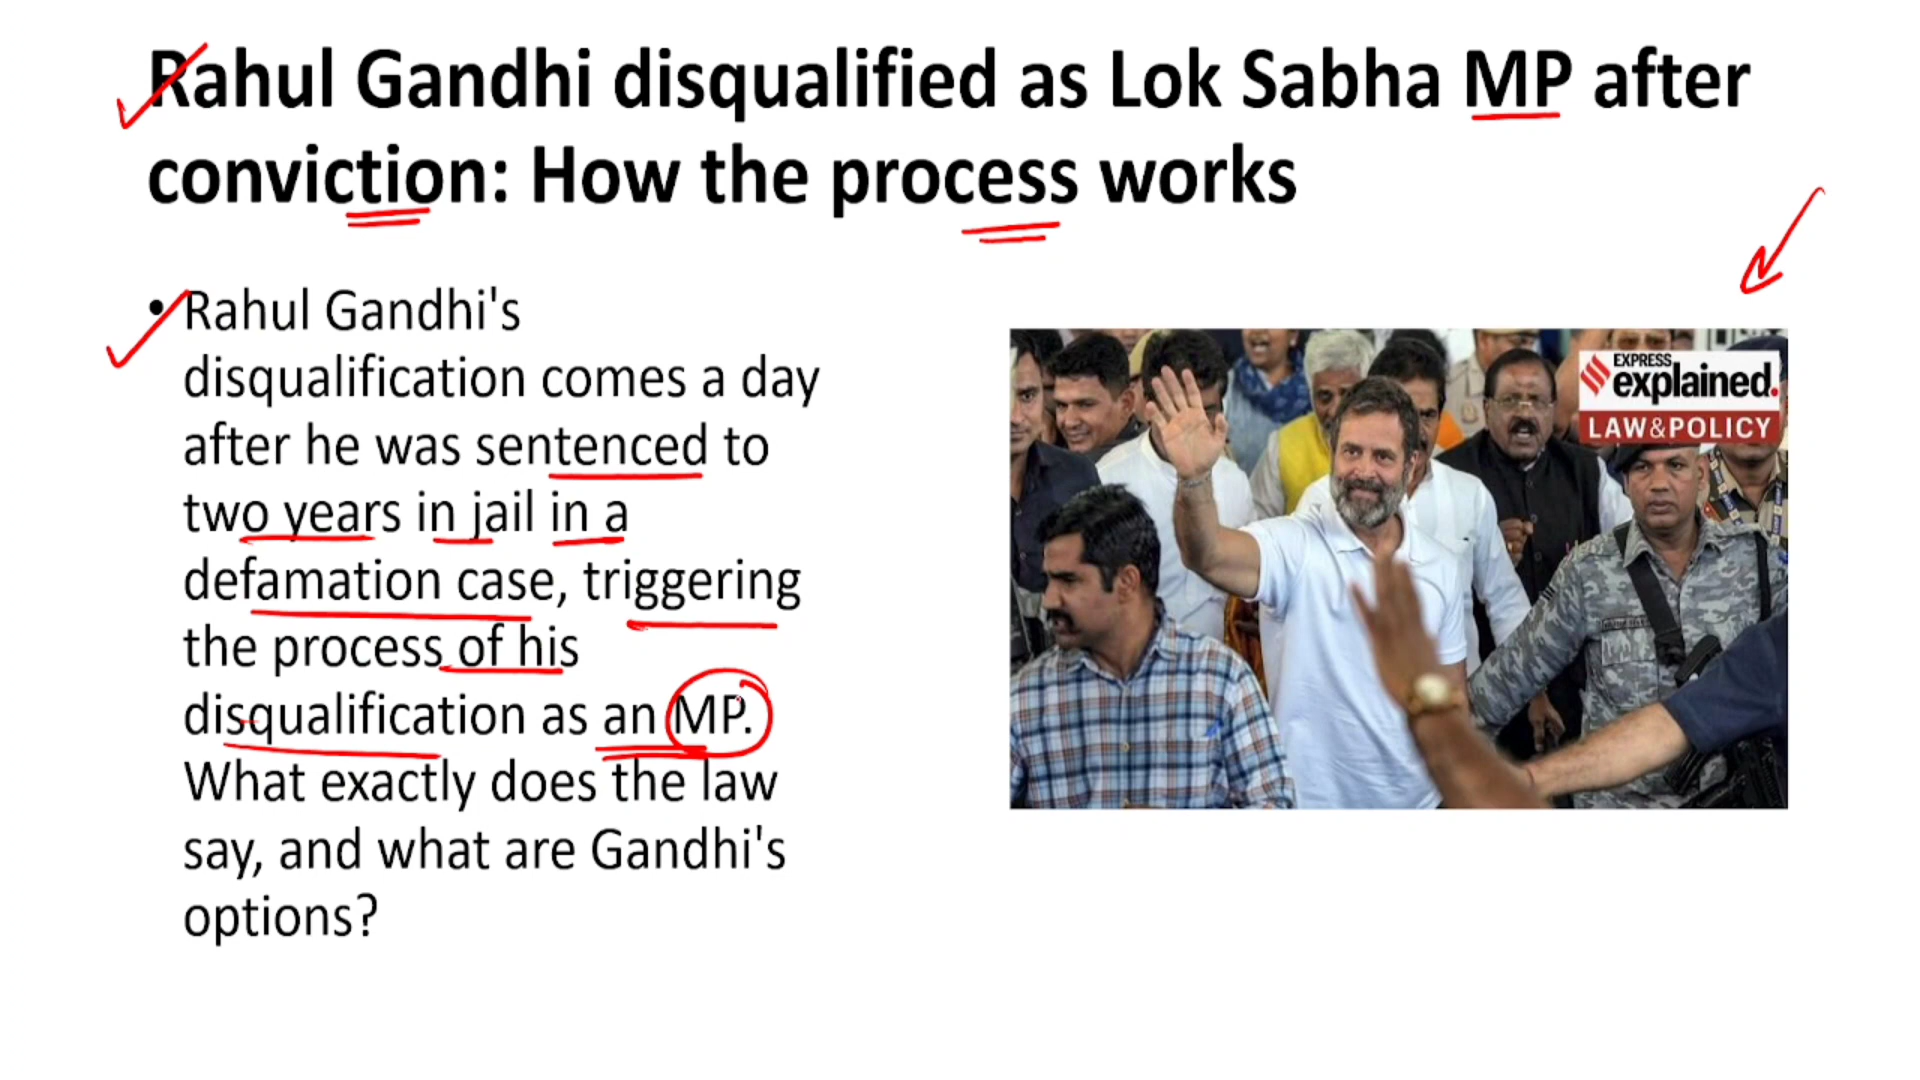 Rahul Gandhi disqualified as Lok Sabha MP after
conviction: How the process works
• Rahul Gandhi's
disqualification comes a day
after he was sentenced to
two years in jail in a
defamation case, triggering
the process of his
disqualification as an MP.
What exactly does the law
say, and what are Gandhi's
options?
EXPRESS
explained.
LAW&POLICY